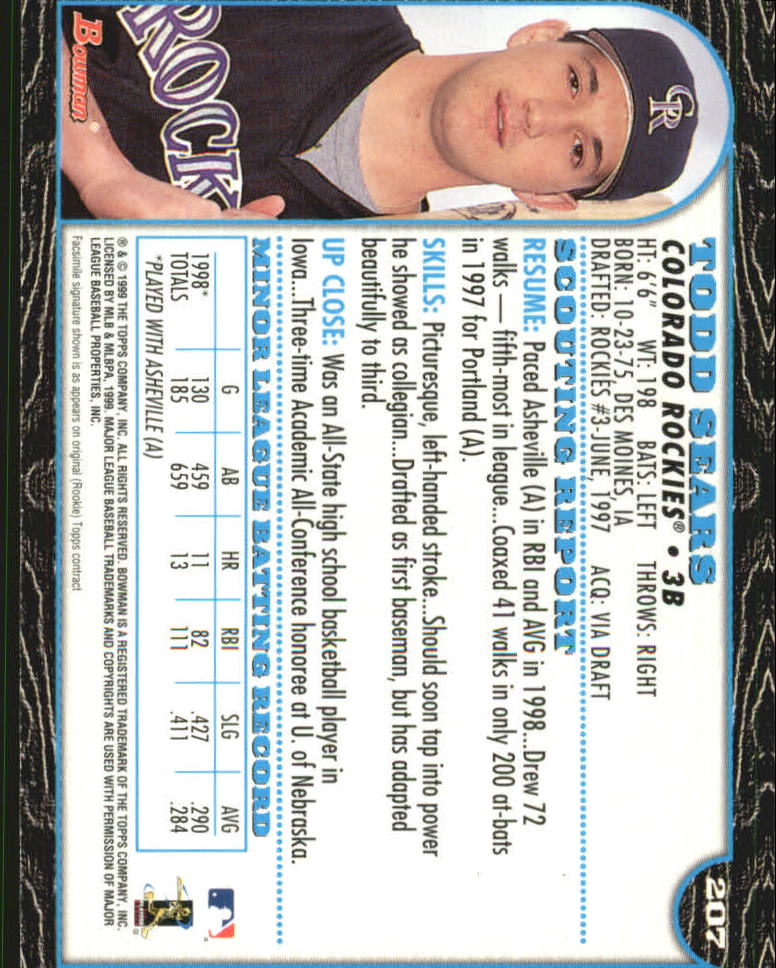 207
TODD SEARS
COLORADO ROCKIES® • 3B
HT: 6'6" WT: 198 BATS: LEFT THROWS: RIGHT
BORN: 10-23-75, DES MOINES, IA
DRAFTED: ROCKIES #3-JUNE, 1997 ACQ: VIA DRAFT
SCOUTING REPORT
RESUME: Paced Asheville (A) in RBI and AVG in 1998...Drew 72
walks — fifth-most in league...Coaxed 41 walks in only 200 at-bats
in 1997 for Portland (A).
SKILLS: Picturesque, left-handed stroke...Should soon tap into power
he showed as collegian...Drafted as first baseman, but has adapted
beautifully to third.
UP CLOSE: Was an All-State high school basketball player in
Iowa...Three-time Academic All-Conference honoree at U. of Nebraska.
MINOR LEAGUE BATTING RECORD
G AB HR RBI SLG AVG
1998* 130 459 11 82 .427 .290
TOTALS 185 659 13 111 .411 .284
*PLAYED WITH ASHEVILLE (A)
® & © 1999 THE TOPPS COMPANY, INC. ALL RIGHTS RESERVED. BOWMAN IS A REGISTERED TRADEMARK OF THE TOPPS COMPANY, INC.
LICENSED BY MLB & MLBPA, 1999. MAJOR LEAGUE BASEBALL TRADEMARKS AND COPYRIGHTS ARE USED WITH PERMISSION OF MAJOR
LEAGUE BASEBALL PROPERTIES, INC.
Facsimile signature shown is as appears on original (Rookie) Topps contract
CR
ROCK
Bowman®